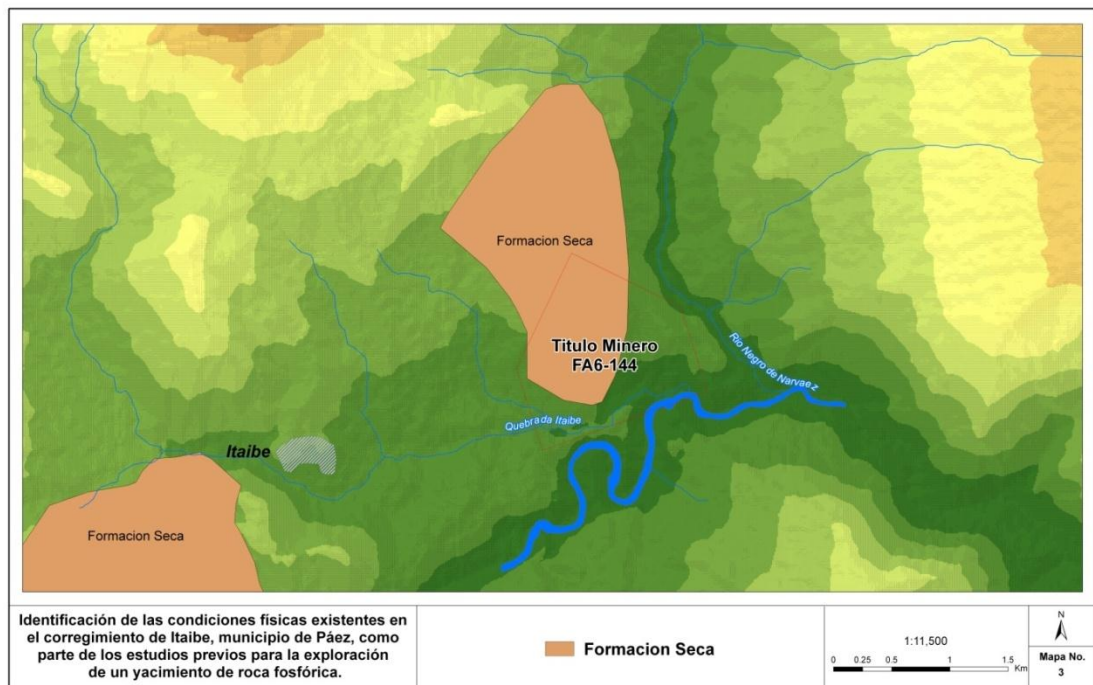 Formacion Seca
Titulo Minero
FA6-144
Rio Negro de Narvaez
Quebrada Itaibe
Itaibe
Formacion Seca
Identificación de las condiciones físicas existentes en
el corregimiento de Itaibe, municipio de Páez, como
parte de los estudios previos para la exploración
de un yacimiento de roca fosfórica.
Formacion Seca
1:11,500
0 0.25 0.5 1 1.5
Km
N
Mapa No.
3